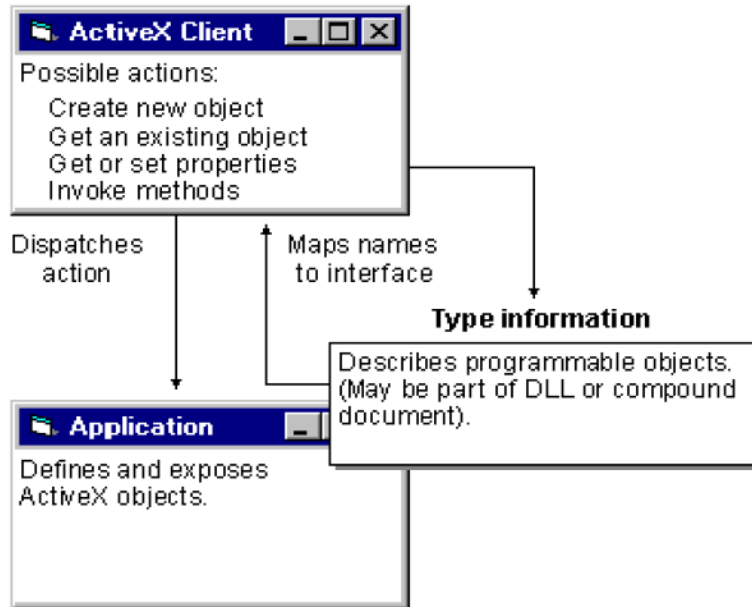 ActiveX Client
Possible actions:
Create new object
Get an existing object
Get or set properties
Invoke methods
Dispatches
action
Maps names
to interface
Type information
Describes programmable objects.
(May be part of DLL or compound
document).
Application
Defines and exposes
ActiveX objects.